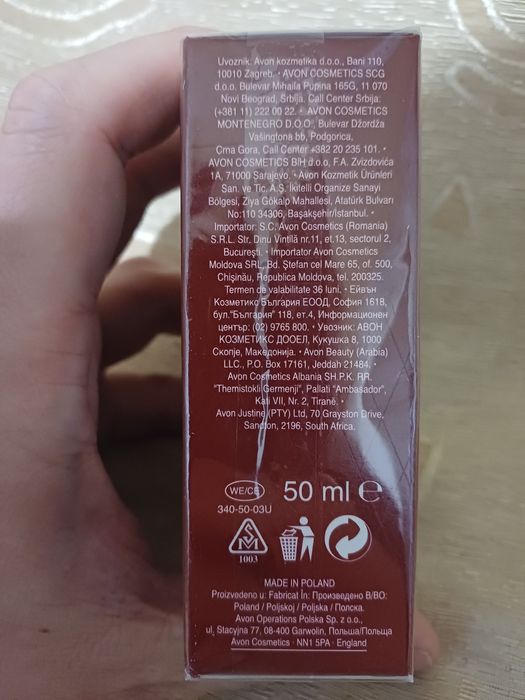 Uvoznik. Avon kozmetika d.o.o., Bani 110,
10010 Zagreb. • AVON COSMETICS SCG
d.o.o. Bulevar Mihaila Pupina 165G, 11 070
Novi Beograd, Srbija. Call Center Srbija:
(+381 11) 222 00 22. • AVON COSMETICS
MONTENEGRO D.O.O., Bulevar Džordža
Vašingtona bb, Podgorica,
Crna Gora, Call Center +382 20 235 101. •
AVON COSMETICS BIH d.o.o, F.A. Zvizdovića
1A, 71000 Sarajevo. • Avon Kozmetik Ürünleri
San. ve Tic. A.Ş. İkitelli Organize Sanayi
Bölgesi, Ziya Gökalp Mahallesi, Atatürk Bulvarı
No:110 34306, Başakşehir/İstanbul. •
Importator: S.C. Avon Cosmetics (Romania)
S.R.L. Str. Dinu Vintilă nr.11, et.13, sectorul 2,
Bucureşti. • Importator Avon Cosmetics
Moldova SRL, Bd. Ştefan cel Mare 65, of. 500,
Chişinău, Republica Moldova, tel. 200325.
Termen de valabilitate 36 luni. • Ейвън
Козметикс България ЕООД, София 1618,
бул."България" 118, ет.4, Информационен
център: (02) 9765 800. • Увозник: АВОН
КОЗМЕТИКС ДООЕЛ, Кукушка 8, 1000
Скопје, Македонија. • Avon Beauty (Arabia)
LLC., P.O. Box 17161, Jeddah 21484. •
Avon Cosmetics Albania SH.P.K. RR.
"Themistokli Germenji", Pallati "Ambasador",
Kati VII, Nr. 2, Tiranë. •
Avon Justine (PTY) Ltd, 70 Grayston Drive,
Sandton, 2196, South Africa.
WE/CE 50 ml e
340-50-03U
SM
1003
MADE IN POLAND
Proizvedeno u: Fabricat în: Произведено в/во:
Poland / Poljskoj / Poljska / Полска.
Avon Operations Polska Sp. z o.o.,
ul. Stacyjna 77, 08-400 Garwolin, Польша/Польща
Avon Cosmetics • NN1 5PA • England